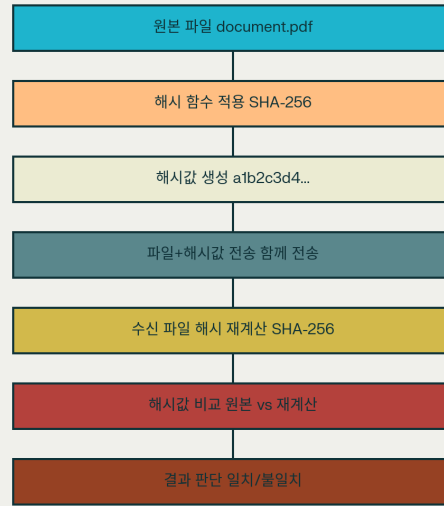 원본 파일 document.pdf
해시 함수 적용 SHA-256
해시값 생성 a1b2c3d4...
파일+해시값 전송 함께 전송
수신 파일 해시 재계산 SHA-256
해시값 비교 원본 vs 재계산
결과 판단 일치/불일치